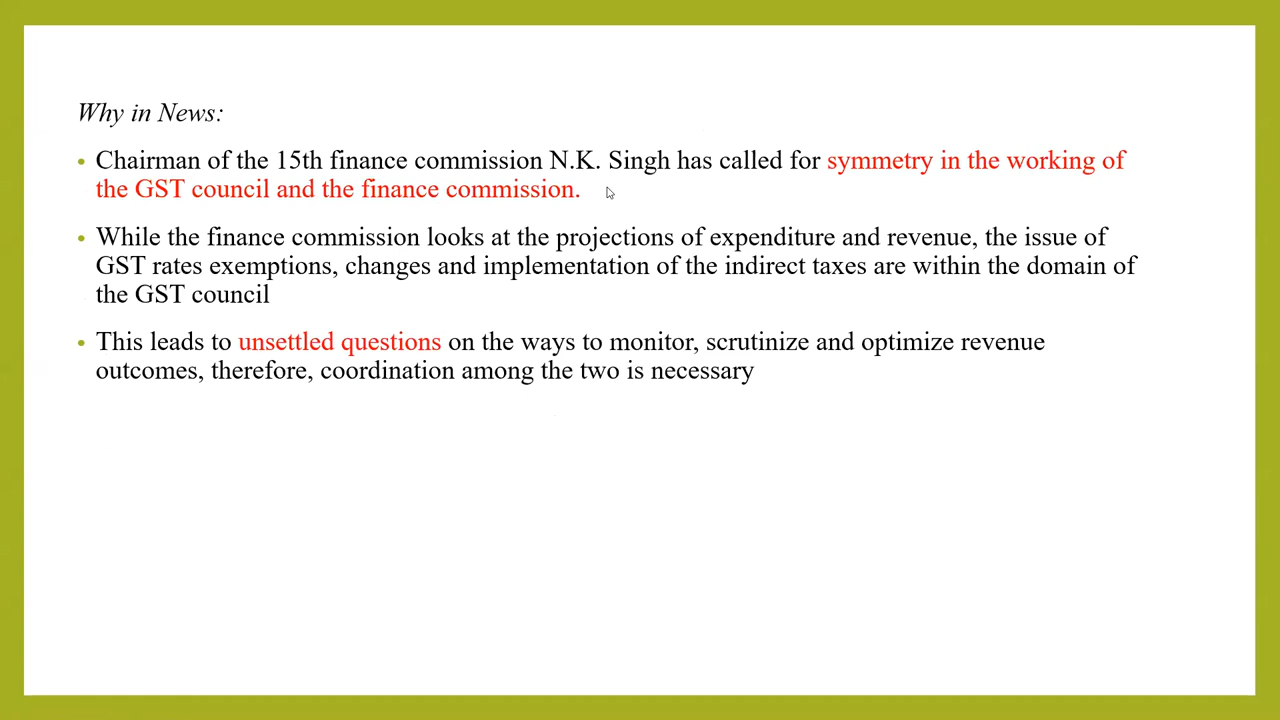 Why in News:
• Chairman of the 15th finance commission N.K. Singh has called for symmetry in the working of
the GST council and the finance commission.
• While the finance commission looks at the projections of expenditure and revenue, the issue of
GST rates exemptions, changes and implementation of the indirect taxes are within the domain of
the GST council
• This leads to unsettled questions on the ways to monitor, scrutinize and optimize revenue
outcomes, therefore, coordination among the two is necessary